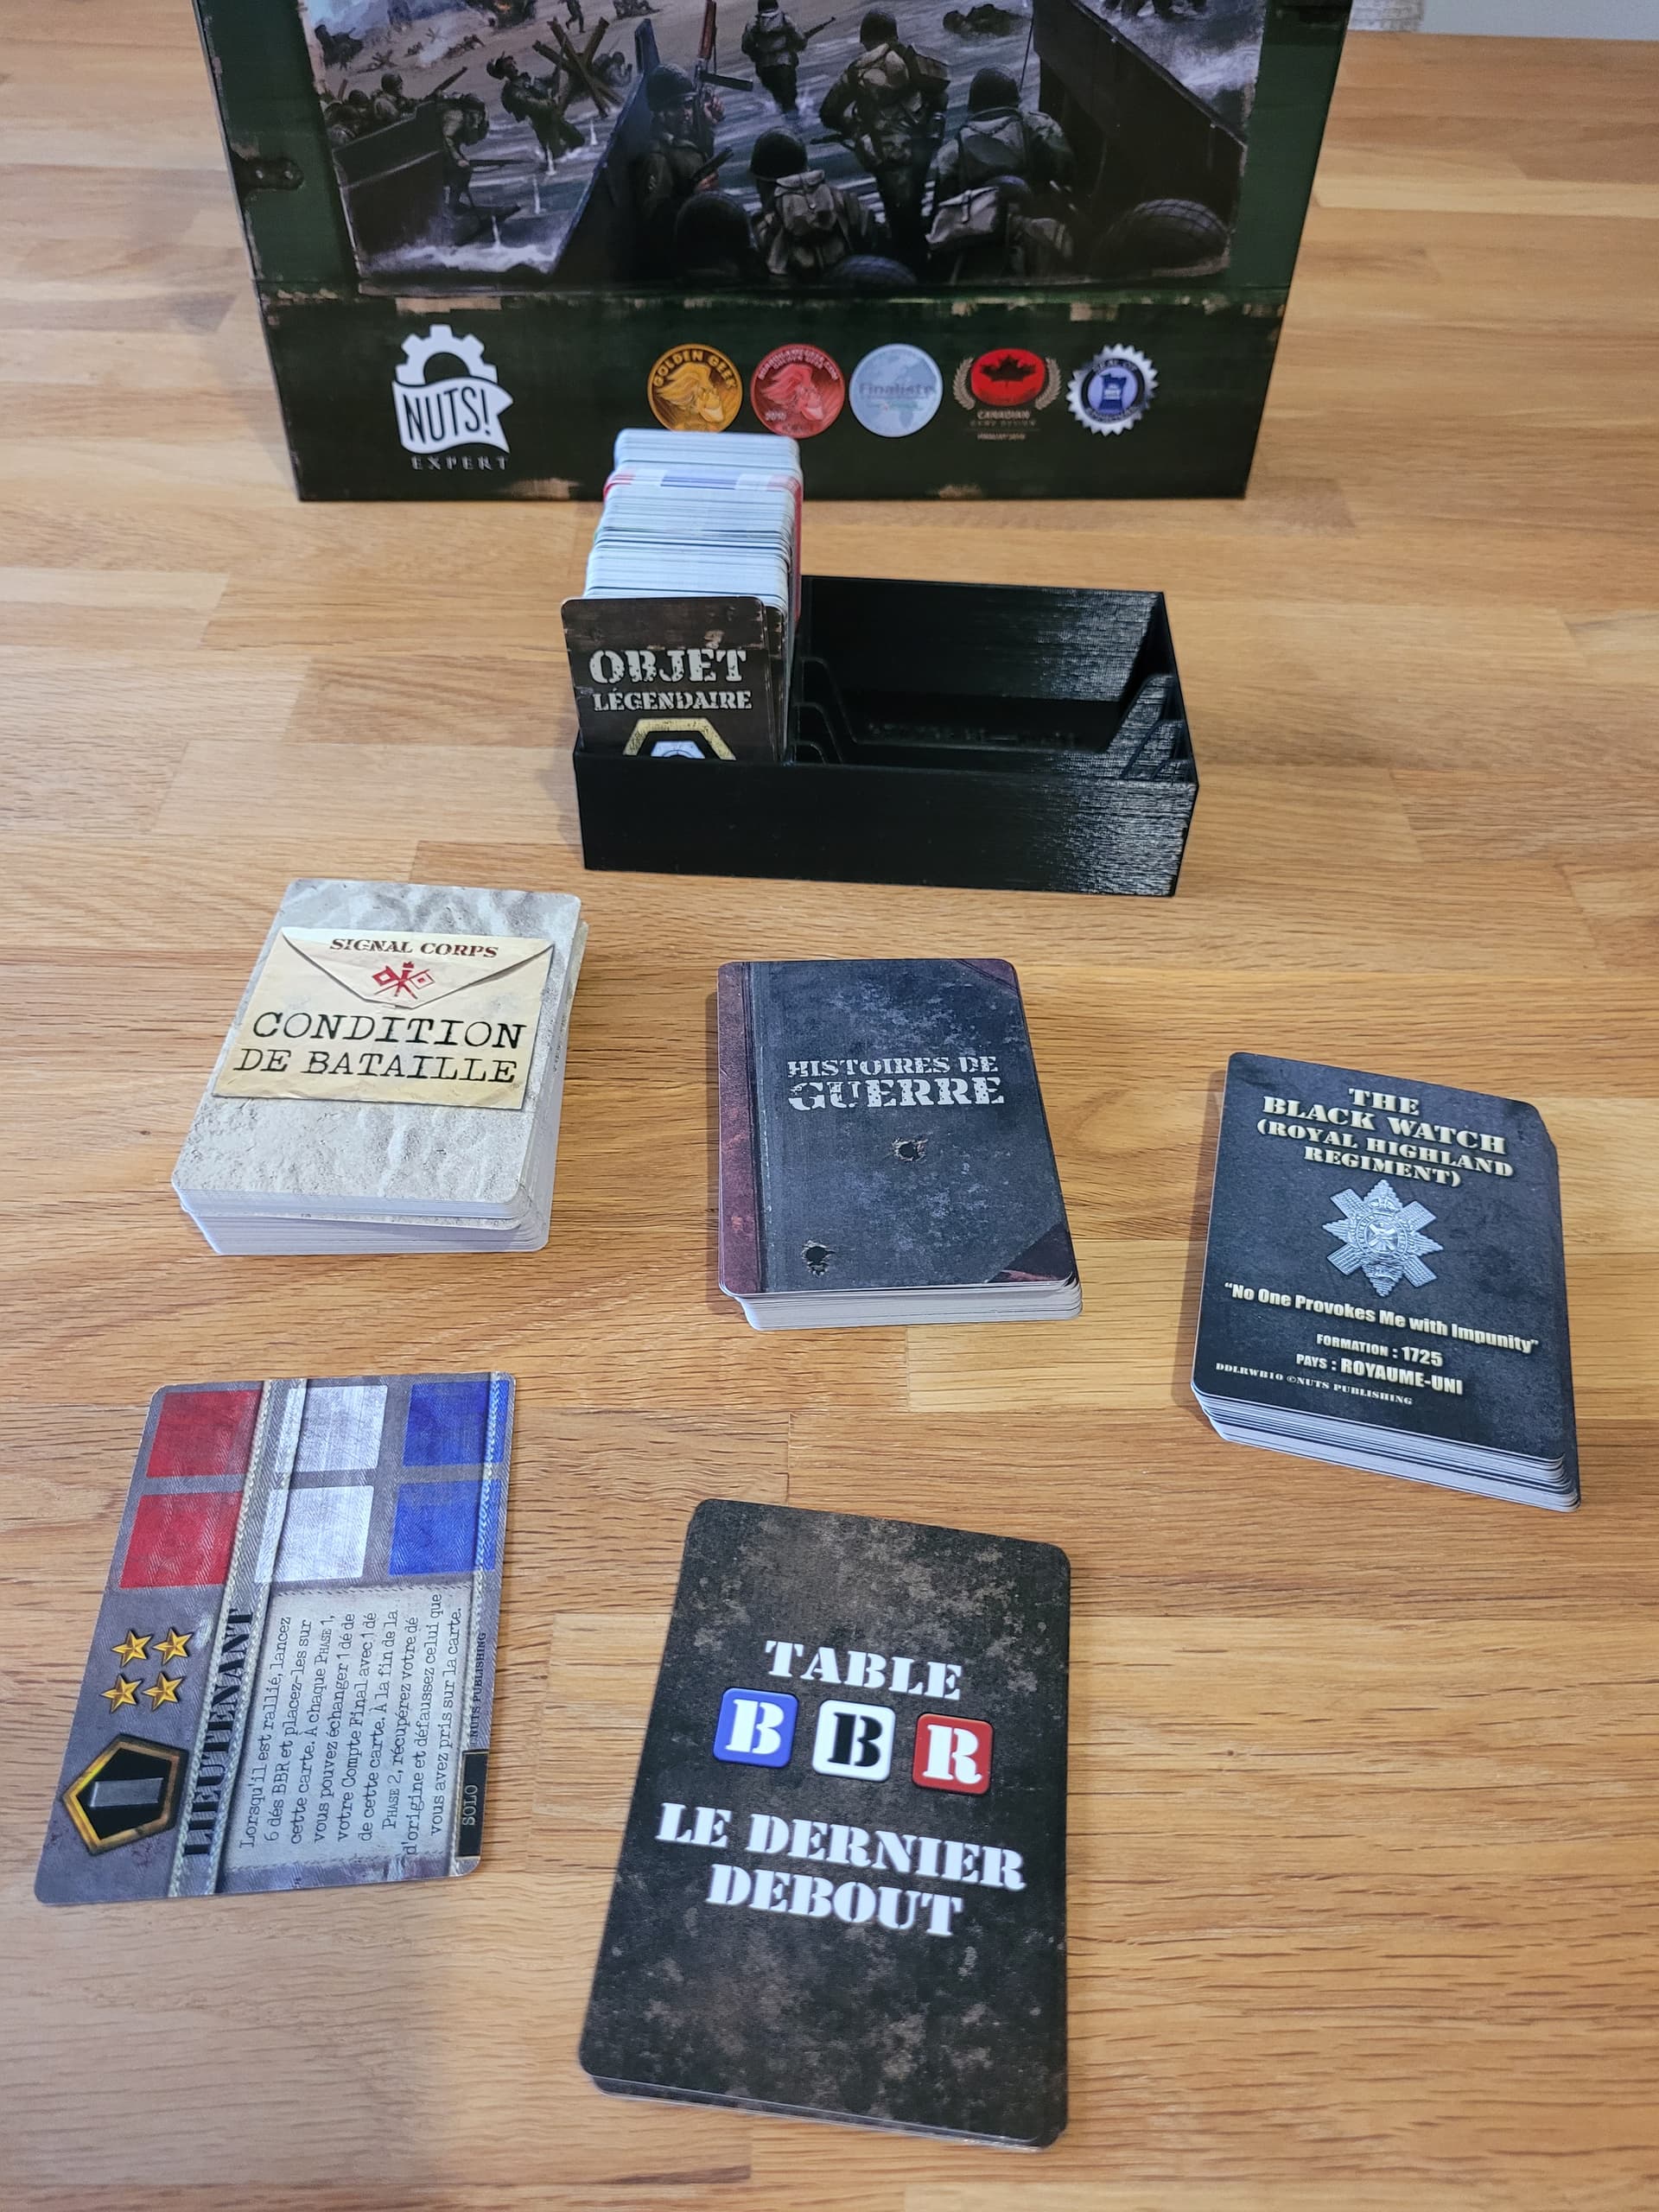 NUTS!
EXPERT
GOLDEN GEEK
Finaliste
CANADIAN
OBJET
LÉGENDAIRE
SIGNAL CORPS
CONDITION
DE BATAILLE
HISTOIRES DE
GUERRE
THE
BLACK WATCH
(ROYAL HIGHLAND
REGIMENT)
"No One Provokes Me with Impunity"
FORMATION : 1725
PAYS : ROYAUME-UNI
DDLRWB10 ©NUTS PUBLISHING
LIEUTENANT
Lorsqu'il est rallié, lancez
6 dés BBR et placez-les sur
cette carte. À chaque PHASE 1,
vous pouvez échanger 1 dé de
votre Compte Final avec 1 dé
de cette carte. À la fin de la
PHASE 2, récupérez votre dé
d'origine et défaussez celui que
vous avez pris sur la carte.
SOLO
NUTS PUBLISHING
TABLE
B B R
LE DERNIER
DEBOUT